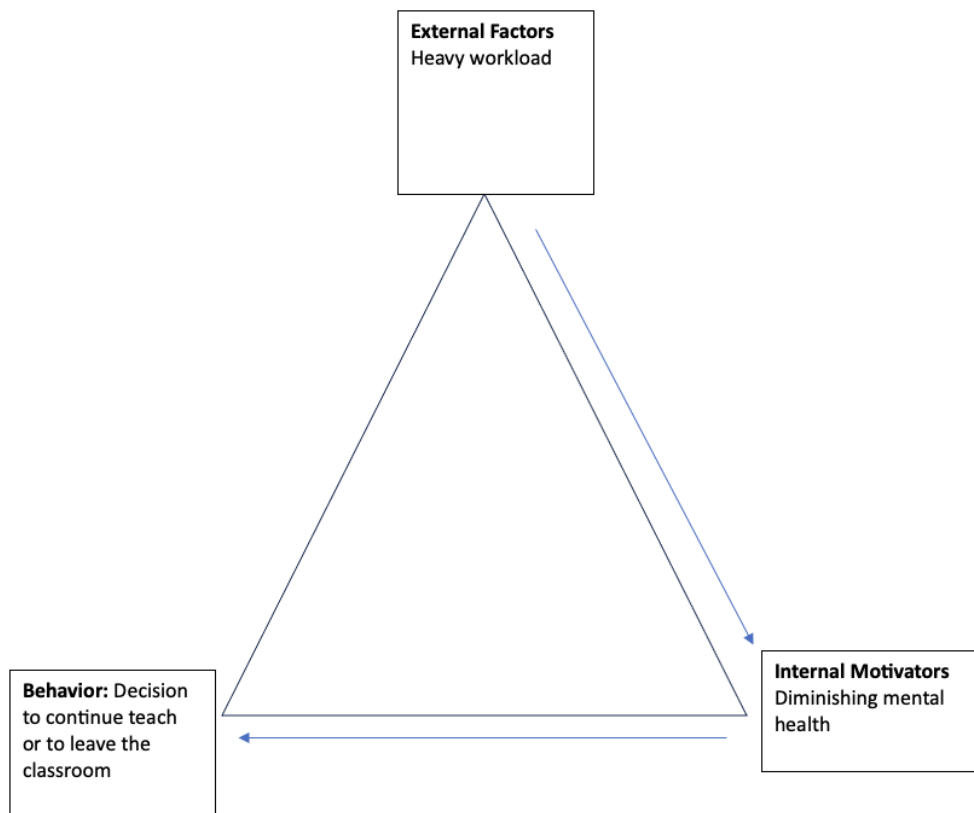 External Factors
Heavy workload
Internal Motivators
Diminishing mental
health
Behavior: Decision
to continue teach
or to leave the
classroom